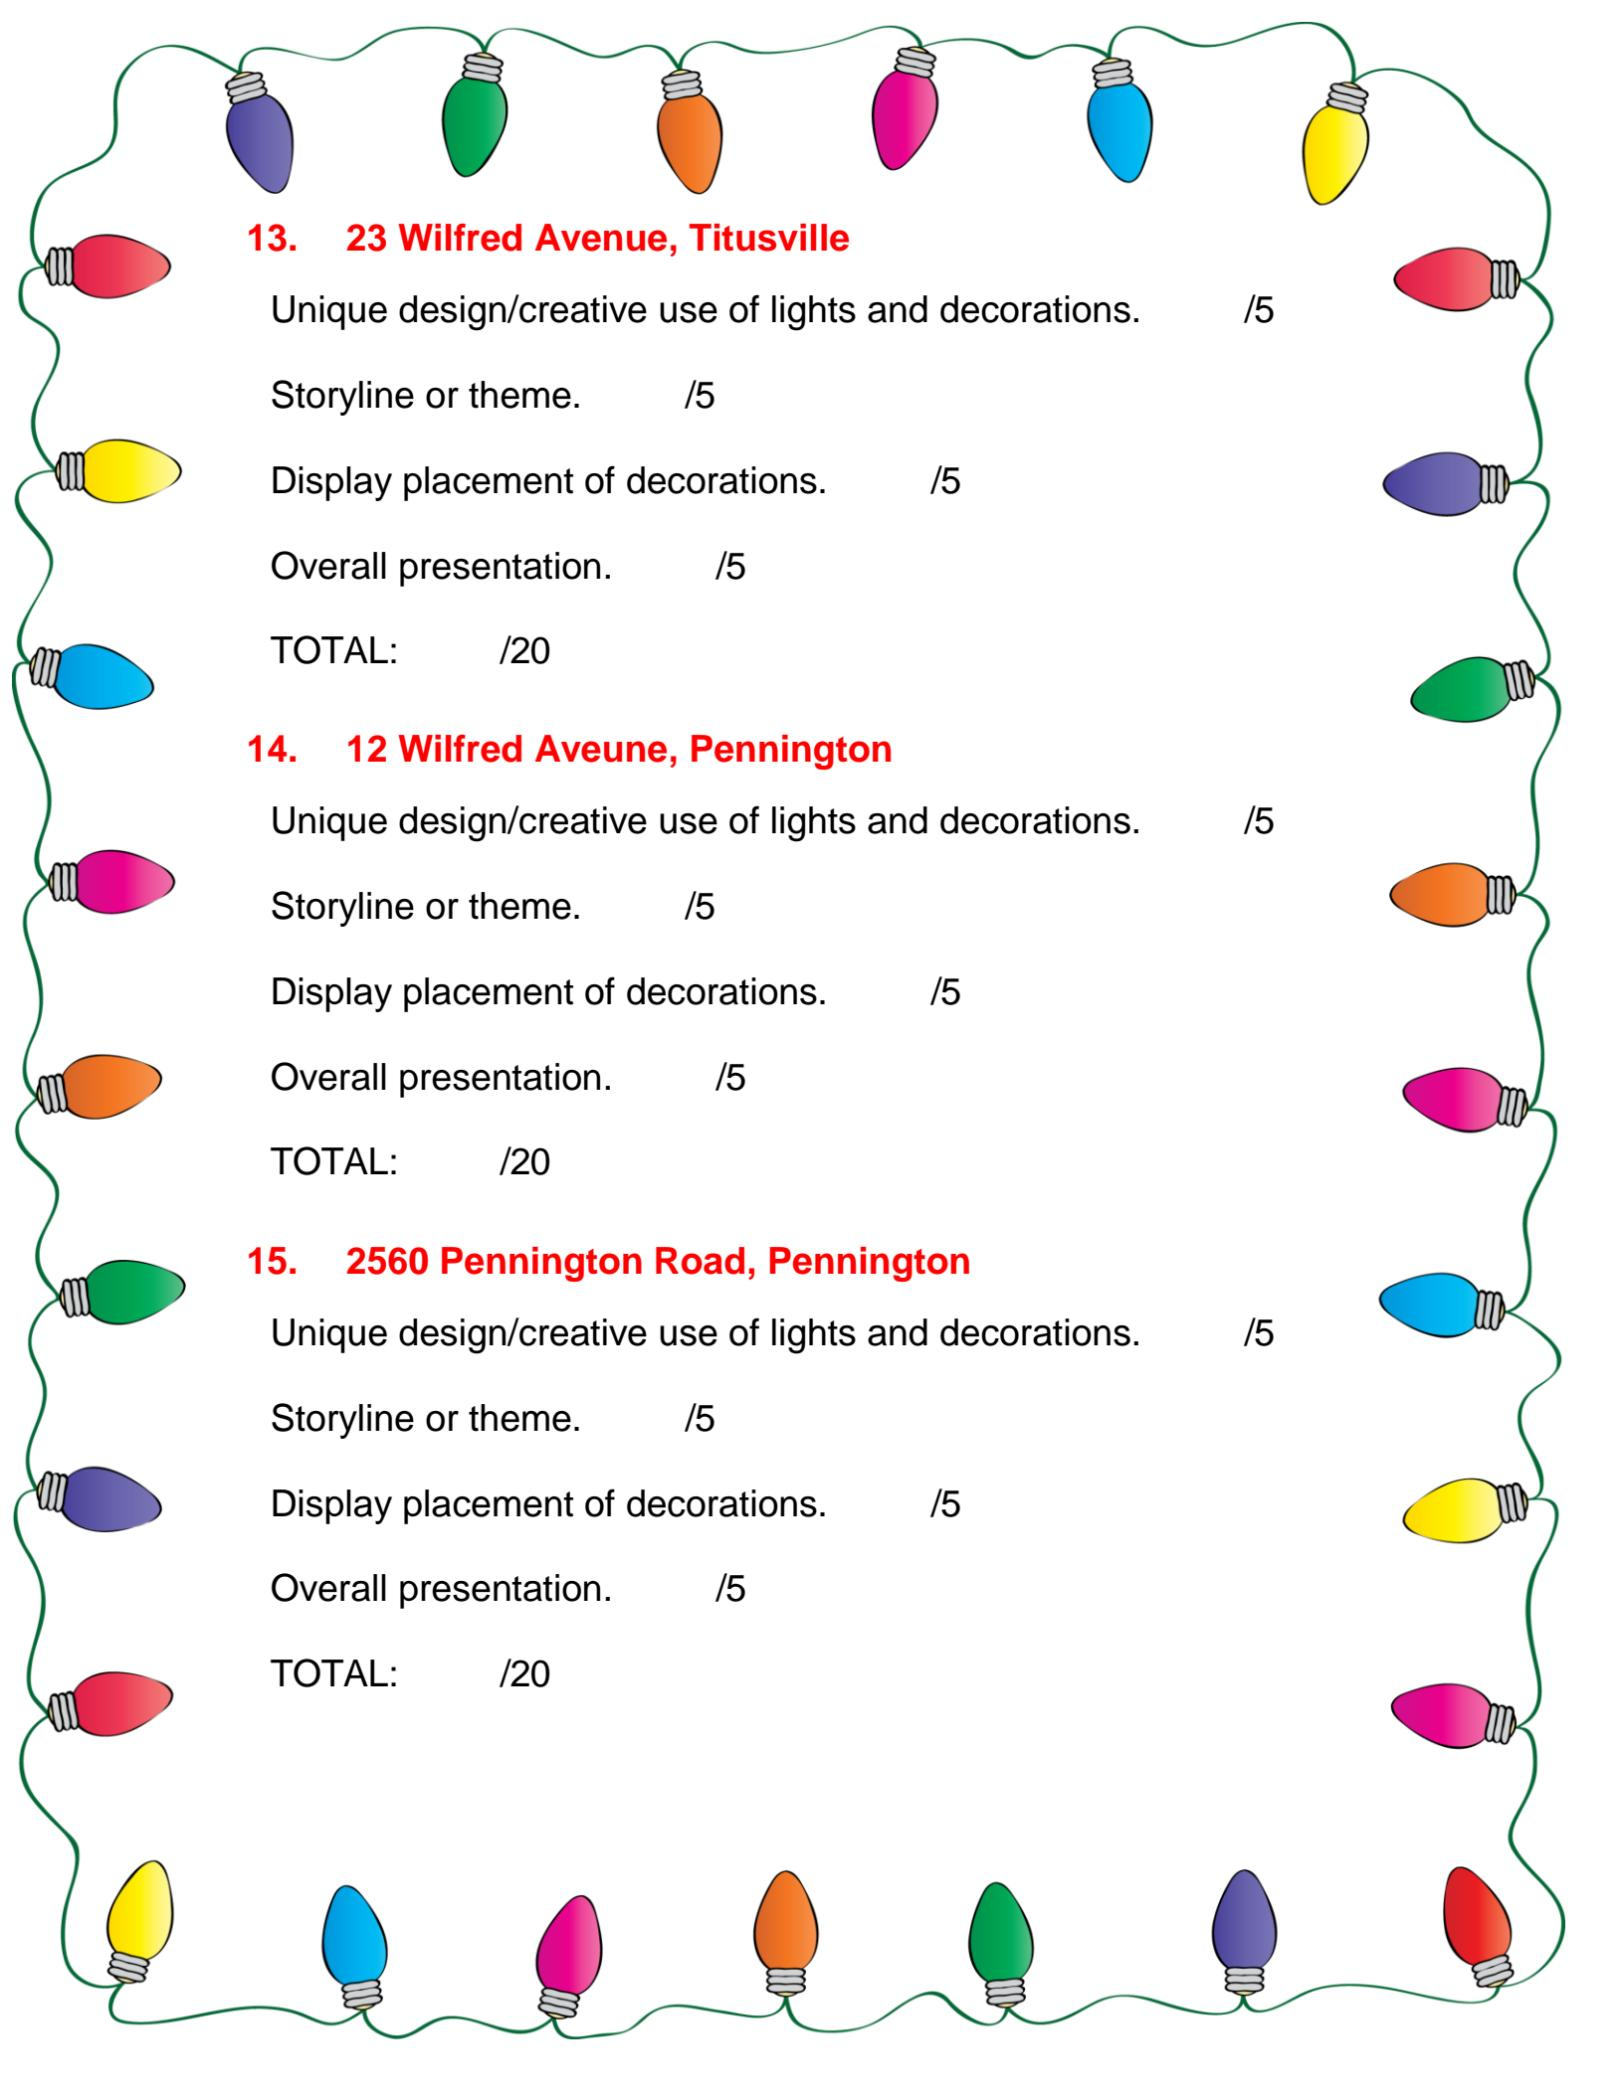 13. 23 Wilfred Avenue, Titusville
Unique design/creative use of lights and decorations. /5
Storyline or theme. /5
Display placement of decorations. /5
Overall presentation. /5
TOTAL: /20
14. 12 Wilfred Aveune, Pennington
Unique design/creative use of lights and decorations. /5
Storyline or theme. /5
Display placement of decorations. /5
Overall presentation. /5
TOTAL: /20
15. 2560 Pennington Road, Pennington
Unique design/creative use of lights and decorations. /5
Storyline or theme. /5
Display placement of decorations. /5
Overall presentation. /5
TOTAL: /20